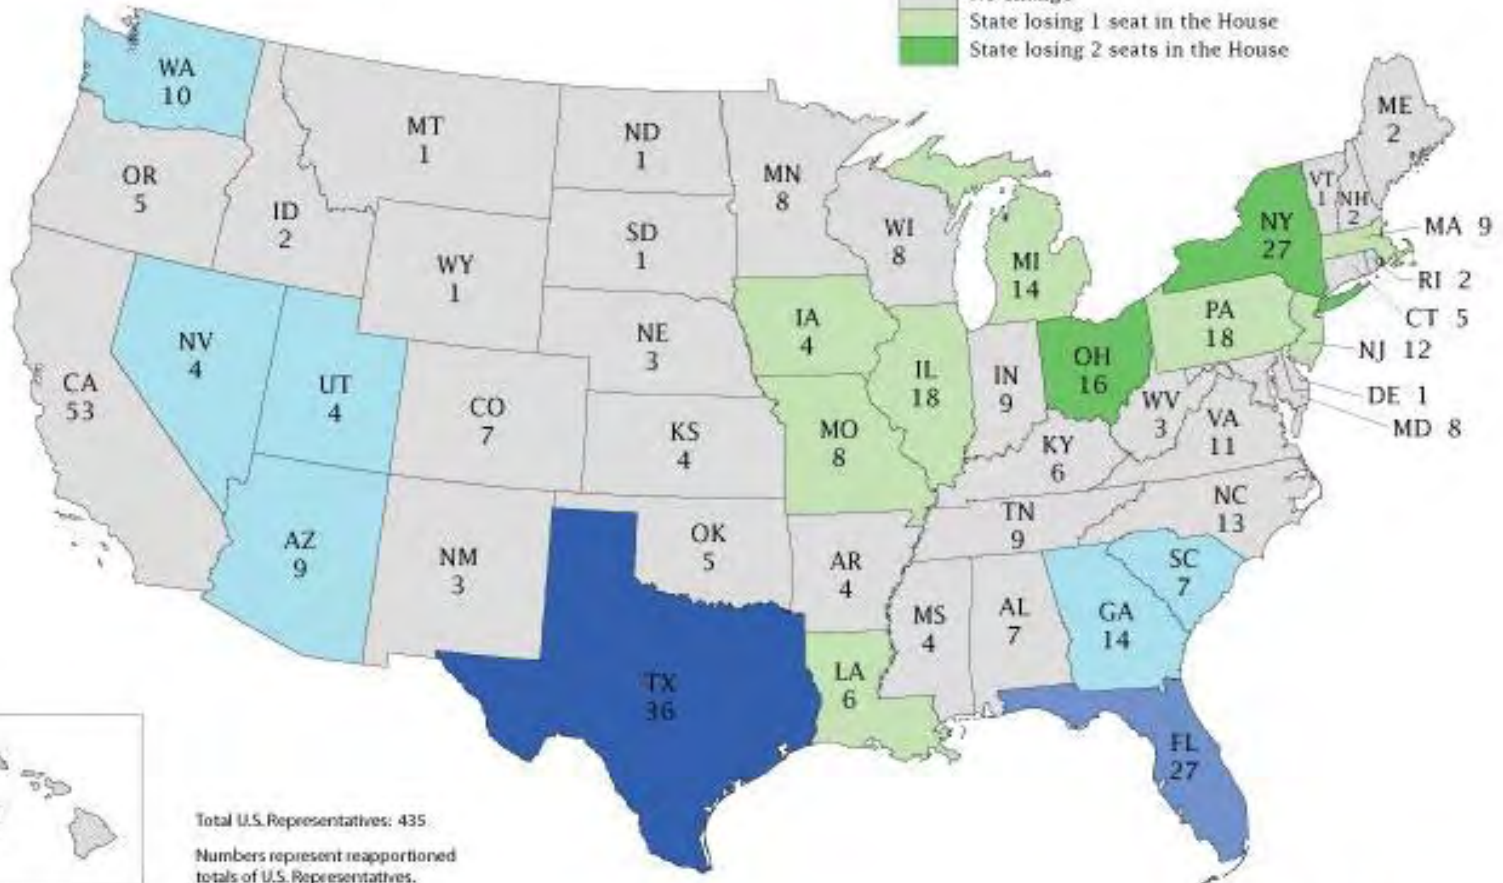 State losing 1 seat in the House
State losing 2 seats in the House
WA
10
OR
5
ID
2
MT
1
ND
1
MN
8
WI
8
MI
14
ME
2
VT
1
NH
2
NY
27
MA 9
RI 2
CT 5
NJ 12
DE 1
MD 8
SD
1
WY
1
NE
3
IA
4
IL
18
IN
9
OH
16
PA
18
WV
3
VA
11
NV
4
UT
4
CO
7
KS
4
MO
8
KY
6
CA
53
AZ
9
NM
3
OK
5
AR
4
TN
9
NC
13
SC
7
MS
4
AL
7
GA
14
TX
36
LA
6
FL
27
Total U.S. Representatives: 435
Numbers represent reapportioned
totals of U.S. Representatives.